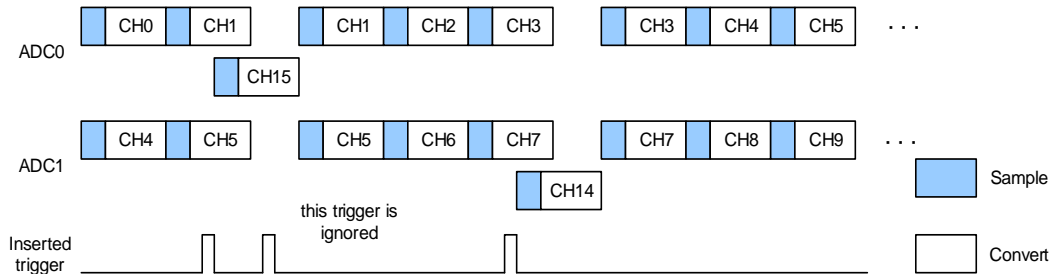 ADC0
CH0 CH1 CH1 CH2 CH3 CH3 CH4 CH5 . . .
CH15
ADC1
CH4 CH5 CH5 CH6 CH7 CH7 CH8 CH9 . . .
CH14
Sample
this trigger is
ignored
Inserted
trigger
Convert